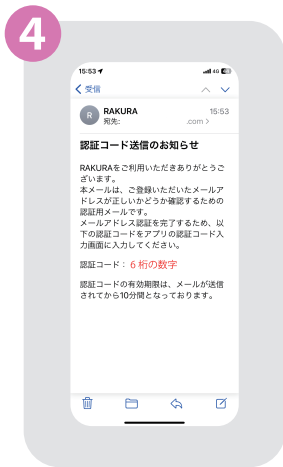 4
15:53 4G
受信
R RAKURA 15:53
宛先: .com
認証コード送信のお知らせ
RAKURAをご利用いただきありがとうご
ざいます。
本メールは、ご登録いただいたメールア
ドレスが正しいかどうか確認するための
認証用メールです。
メールアドレス認証を完了するため、以
下の認証コードをアプリの認証コード入
力画面に入力してください。
認証コード： 6 桁の数字
認証コードの有効期限は、メールが送信
されてから10分間となっております。